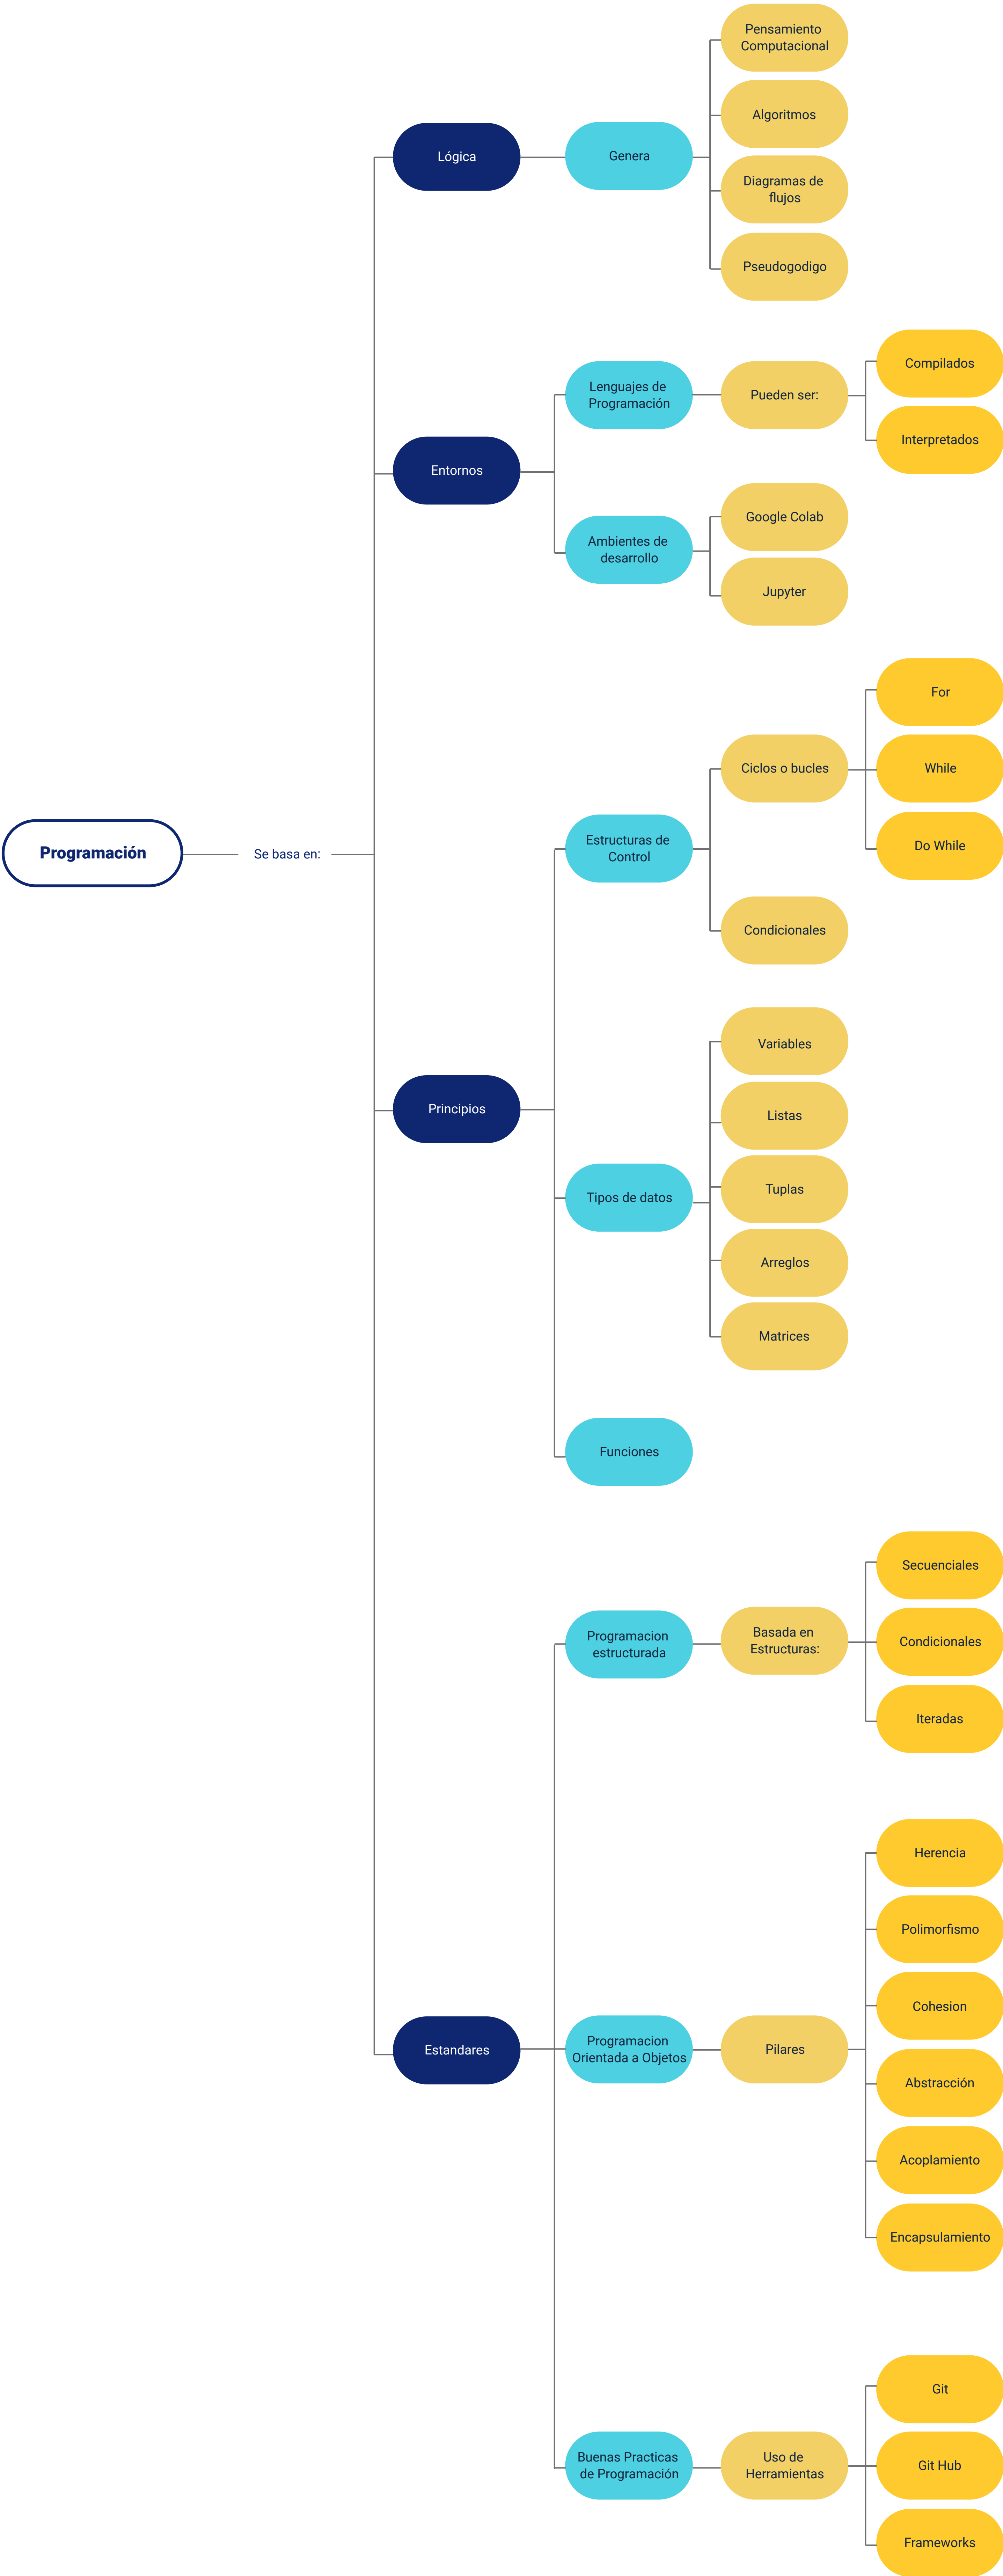 Programación
Se basa en:
Lógica
Genera
Pensamiento
Computacional
Algoritmos
Diagramas de
flujos
Pseudogodigo
Entornos
Lenguajes de
Programación
Pueden ser:
Compilados
Interpretados
Ambientes de
desarrollo
Google Colab
Jupyter
Principios
Estructuras de
Control
Ciclos o bucles
For
While
Do While
Condicionales
Tipos de datos
Variables
Listas
Tuplas
Arreglos
Matrices
Funciones
Estandares
Programacion
estructurada
Basada en
Estructuras:
Secuenciales
Condicionales
Iteradas
Programacion
Orientada a Objetos
Pilares
Herencia
Polimorfismo
Cohesion
Abstracción
Acoplamiento
Encapsulamiento
Buenas Practicas
de Programación
Uso de
Herramientas
Git
Git Hub
Frameworks